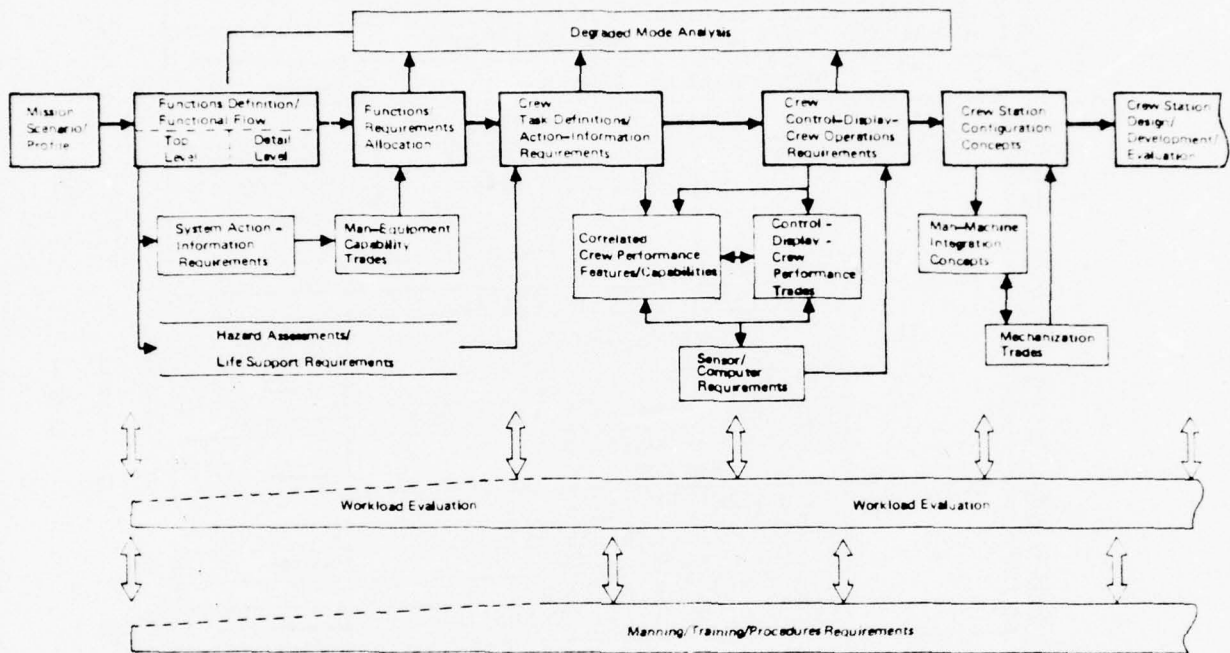 Degraded Mode Analysis
Mission
Scenario/
Profile
Functions Definition/
Functional Flow
Top
Level
Detail
Level
Functions/
Requirements
Allocation
Crew
Task Definitions/
Action-Information
Requirements
Crew
Control-Display-
Crew Operations
Requirements
Crew Station
Configuration
Concepts
Crew Station
Design/
Development/
Evaluation
System Action-
Information
Requirements
Man-Equipment
Capability
Trades
Correlated
Crew Performance
Features/Capabilities
Control-
Display-
Crew
Performance
Trades
Man-Machine
Integration
Concepts
Hazard Assessments/
Life Support Requirements
Sensor/
Computer
Requirements
Mechanization
Trades
Workload Evaluation
Workload Evaluation
Manning/Training/Procedures Requirements